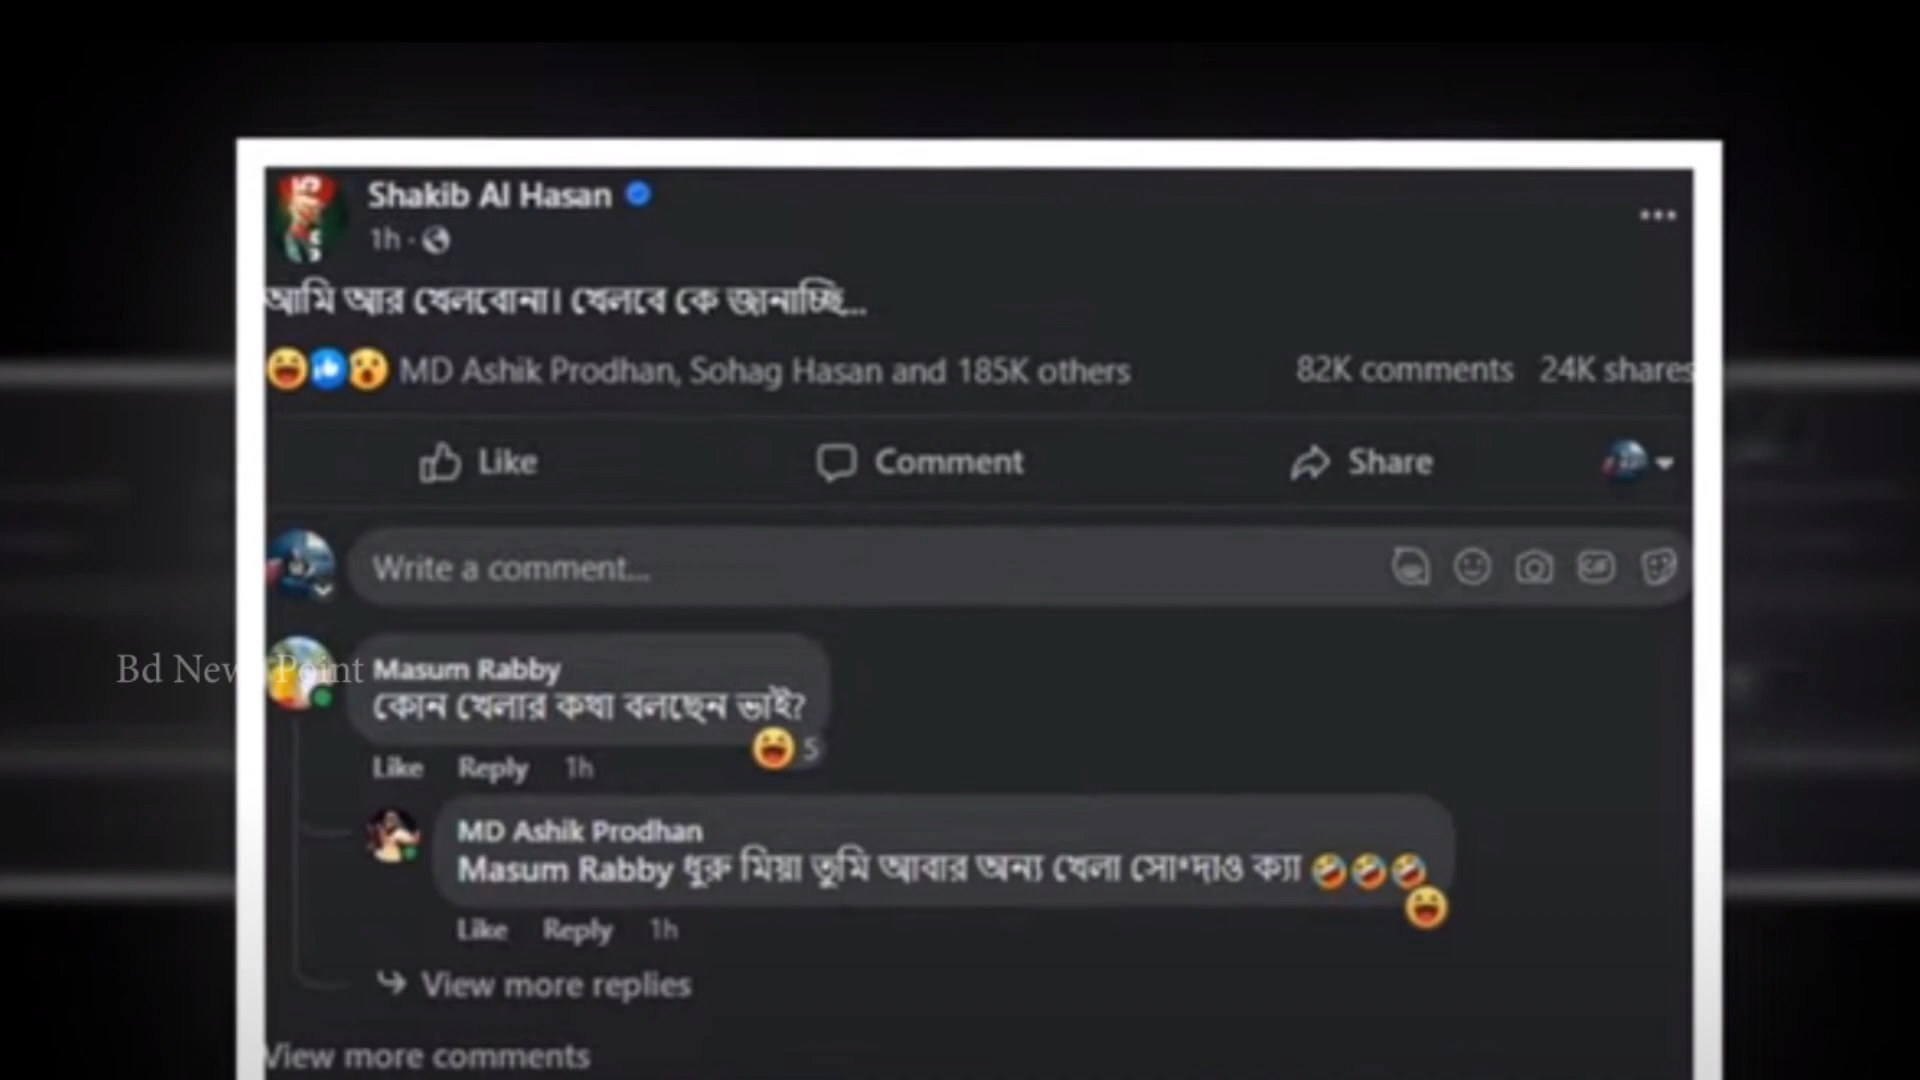 Shakib Al Hasan
1h ·
আমি আর খেলবোনা। খেলবে কে জানাচ্ছি...
MD Ashik Prodhan, Sohag Hasan and 185K others 82K comments 24K shares
Like Comment Share
Write a comment...
GIF
Bd News Point
Masum Rabby
কোন খেলার কথা বলছেন ভাই?
5
Like Reply 1h
MD Ashik Prodhan
Masum Rabby ধুরু মিয়া তুমি আবার অন্য খেলা সো*দাও ক্যা 🤣🤣🤣
Like Reply 1h
View more replies
View more comments